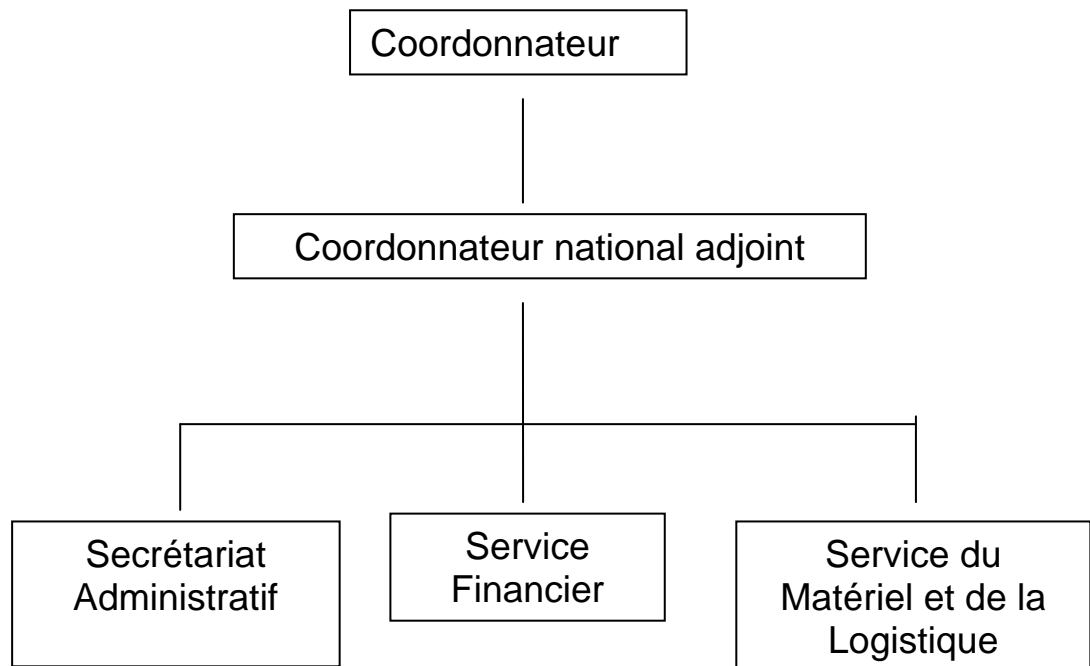 Coordonnateur
Coordonnateur national adjoint
Secrétariat
Administratif
Service
Financier
Service du
Matériel et de la
Logistique